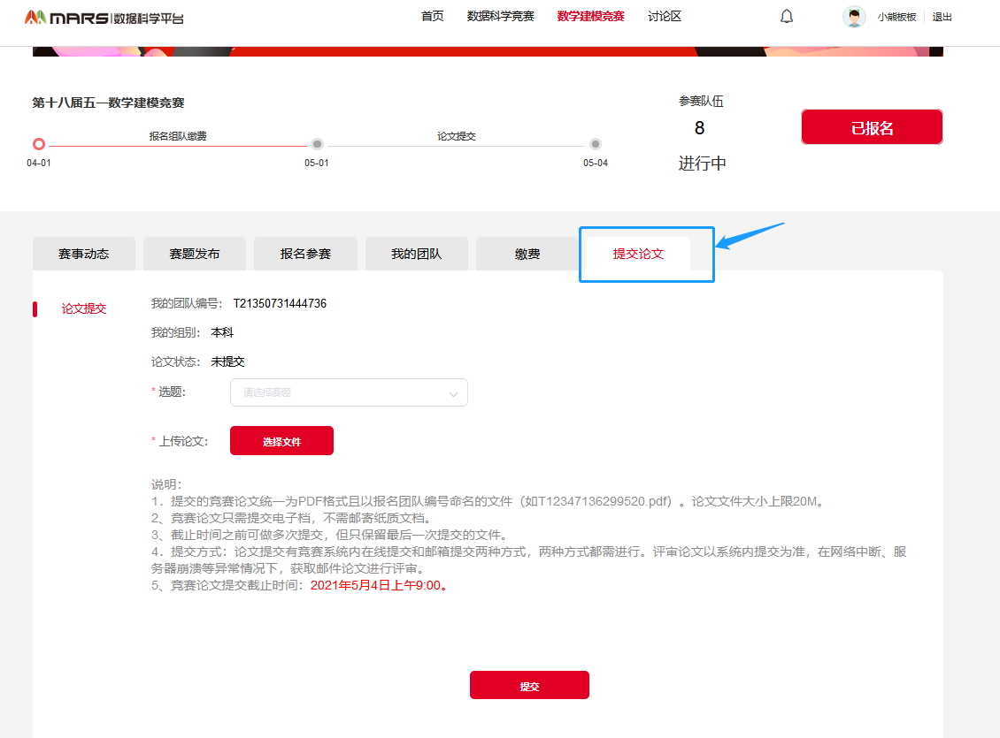 MARS 数据科学平台
首页 数据科学竞赛 数学建模竞赛 讨论区 小熊板板 退出
第十八届五一数学建模竞赛
报名组队缴费 论文提交
04-01 05-01 05-04
参赛队伍
8
进行中
已报名
赛事动态 赛题发布 报名参赛 我的团队 缴费 提交论文
论文提交
我的团队编号： T21350731444736
我的组别： 本科
论文状态： 未提交
* 选题: 请选择赛题
* 上传论文: 选择文件
说明：
1．提交的竞赛论文统一为PDF格式且以报名团队编号命名的文件（如T12347136299520.pdf）。论文文件大小上限20M。
2、竞赛论文只需提交电子档，不需邮寄纸质文档。
3、截止时间之前可做多次提交，但只保留最后一次提交的文件。
4．提交方式：论文提交有竞赛系统内在线提交和邮箱提交两种方式，两种方式都需进行。评审论文以系统内提交为准，在网络中断、服
务器崩溃等异常情况下，获取邮件论文进行评审。
5、竞赛论文提交截止时间：2021年5月4日上午9:00。
提交